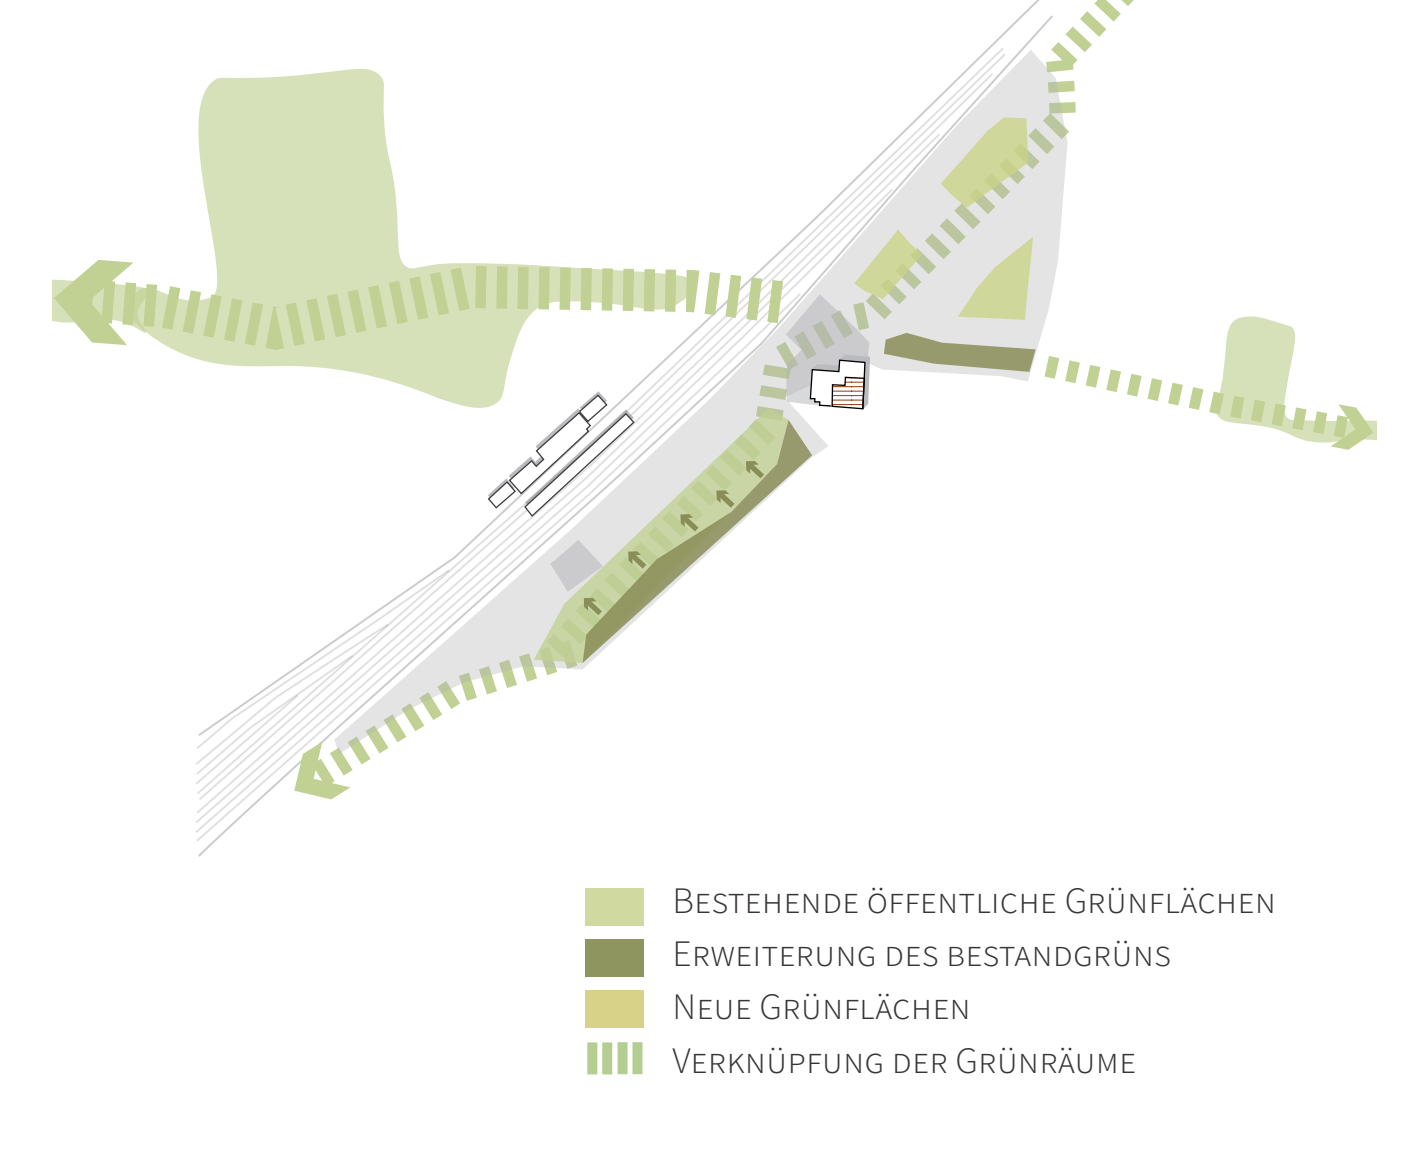 Bestehende öffentliche Grünflächen
Erweiterung des bestandgrüns
Neue Grünflächen
Verknüpfung der Grünräume